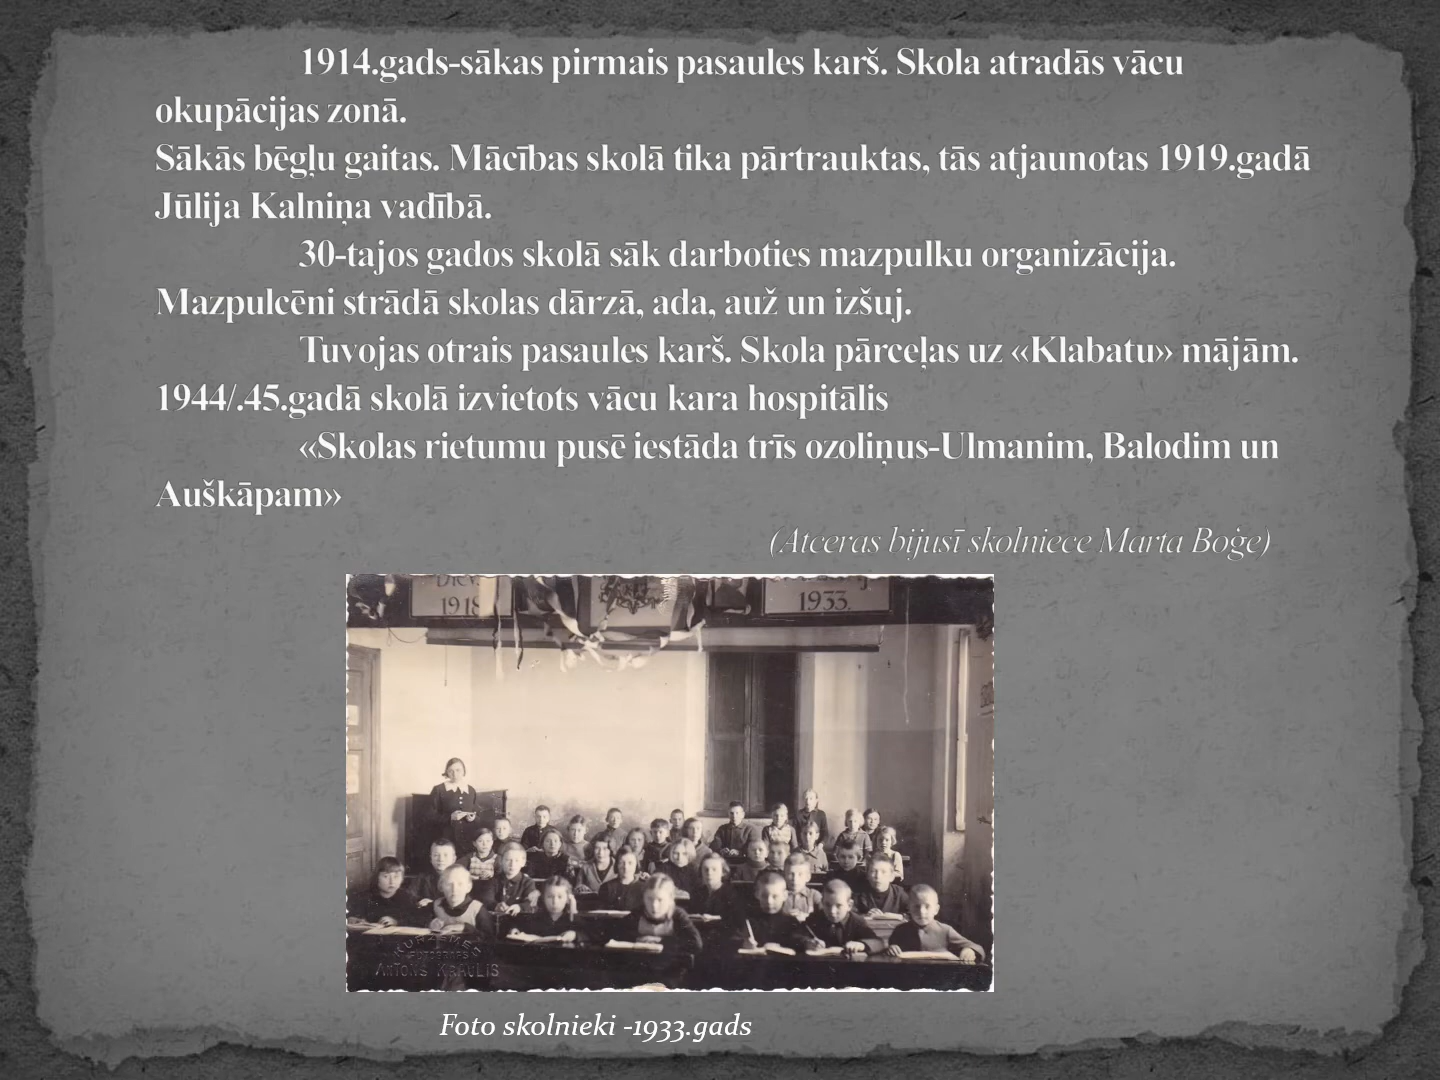 1914.gads-sākas pirmais pasaules karš. Skola atradās vācu
okupācijas zonā.
Sākās bēgļu gaitas. Mācības skolā tika pārtrauktas, tās atjaunotas 1919.gadā
Jūlija Kalniņa vadībā.
30-tajos gados skolā sāk darboties mazpulku organizācija.
Mazpulcēni strādā skolas dārzā, ada, auž un izšuj.
Tuvojas otrais pasaules karš. Skola pārceļas uz «Klabatu» mājām.
1944/.45.gadā skolā izvietots vācu kara hospitālis
«Skolas rietumu pusē iestāda trīs ozoliņus-Ulmanim, Balodim un
Auškāpam»
(Atceras bijusī skolniece Marta Boģe)
1918
1933.
KURZEMES
FOTOGRAFS
ANTONS KRAULIS
Foto skolnieki -1933.gads